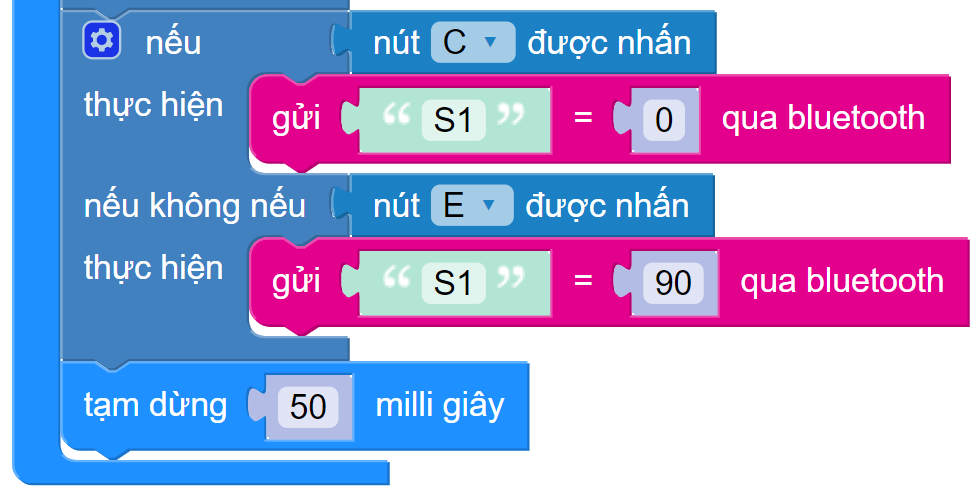 nếu nút C ▼ được nhấn
thực hiện gửi “ S1 ” = 0 qua bluetooth
nếu không nếu nút E ▼ được nhấn
thực hiện gửi “ S1 ” = 90 qua bluetooth
tạm dừng 50 milli giây